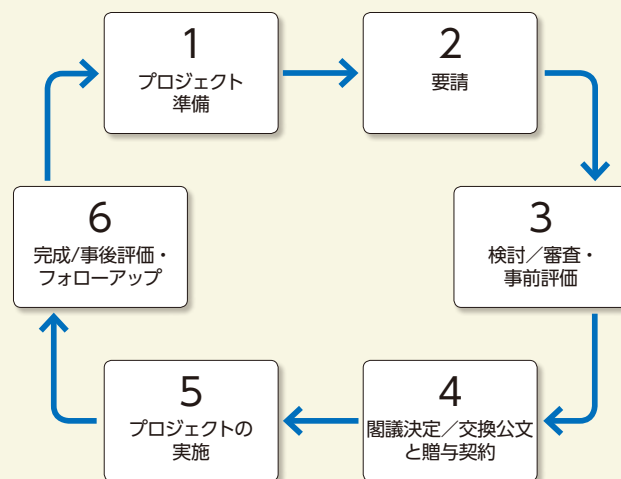 1
プロジェクト
準備
2
要請
3
検討／審査・
事前評価
4
閣議決定／交換公文
と贈与契約
5
プロジェクトの
実施
6
完成/事後評価・
フォローアップ